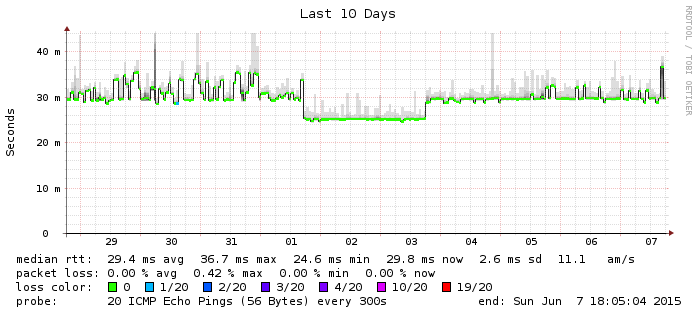 Last 10 Days
RRDTOOL / TOBI OETIKER
Seconds
40 m
30 m
20 m
10 m
0
29 30 31 01 02 03 04 05 06 07
median rtt: 29.4 ms avg 36.7 ms max 24.6 ms min 29.8 ms now 2.6 ms sd 11.1 am/s
packet loss: 0.00 % avg 0.42 % max 0.00 % min 0.00 % now
loss color: 0 1/20 2/20 3/20 4/20 10/20 19/20
probe: 20 ICMP Echo Pings (56 Bytes) every 300s end: Sun Jun 7 18:05:04 2015